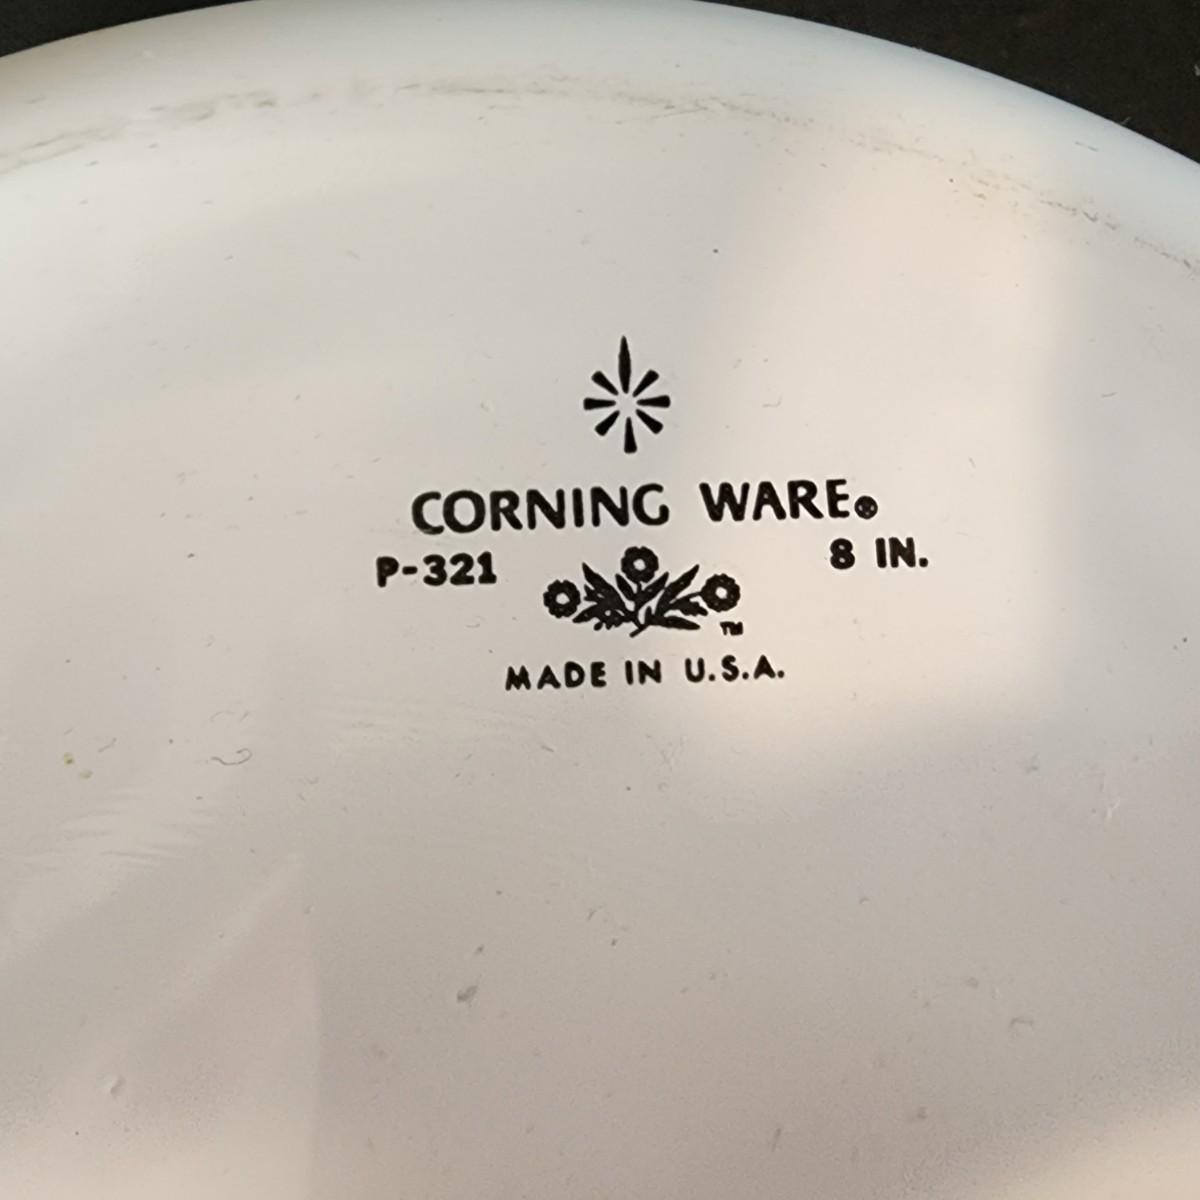 CORNING WARE®
P-321 8 IN.
TM
MADE IN U.S.A.